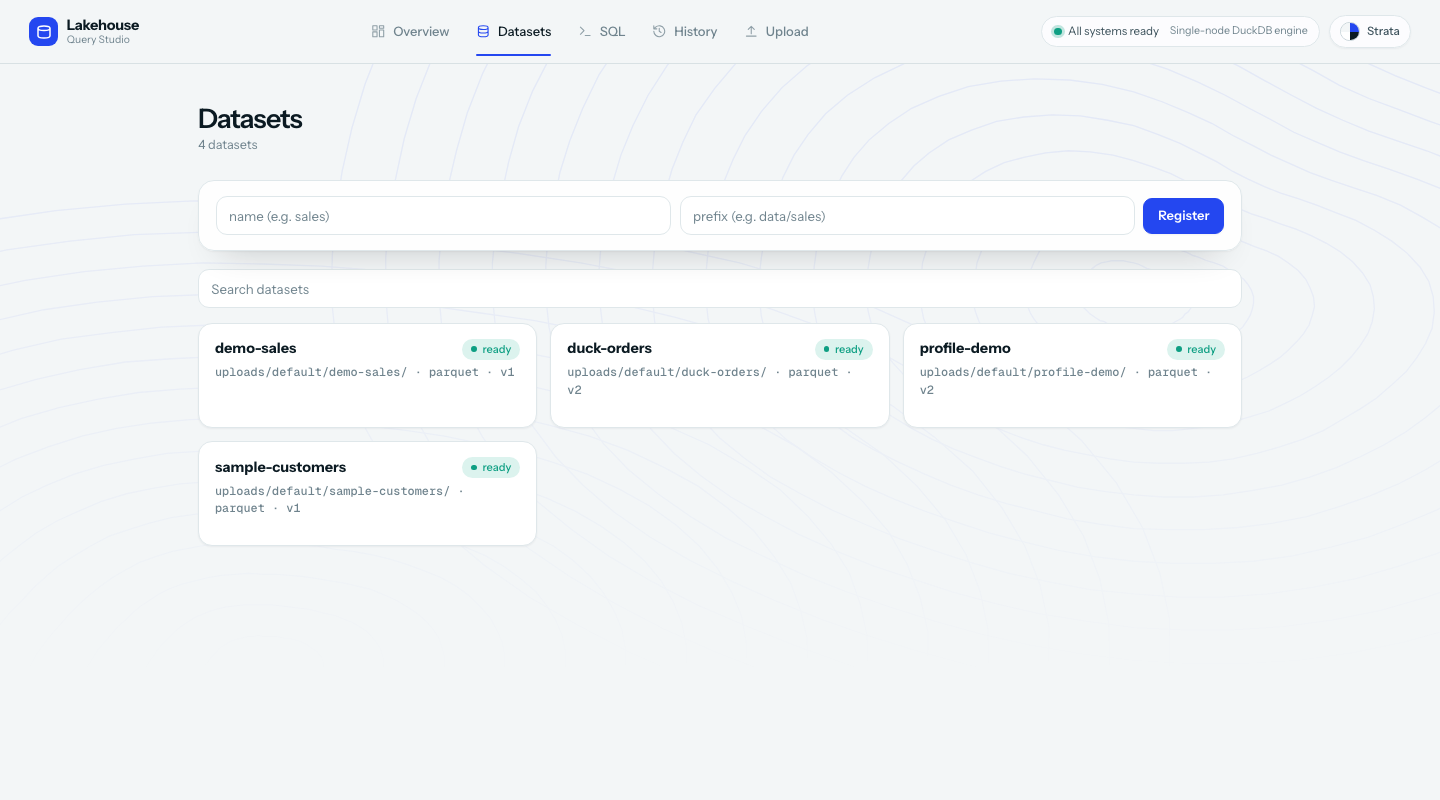 Lakehouse
Query Studio
Overview
Datasets
SQL
History
Upload
All systems ready
Single-node DuckDB engine
Strata
Datasets
4 datasets
name (e.g. sales)
prefix (e.g. data/sales)
Register
Search datasets
demo-sales
ready
uploads/default/demo-sales/ · parquet · v1
duck-orders
ready
uploads/default/duck-orders/ · parquet ·
v2
profile-demo
ready
uploads/default/profile-demo/ · parquet ·
v2
sample-customers
ready
uploads/default/sample-customers/ ·
parquet · v1